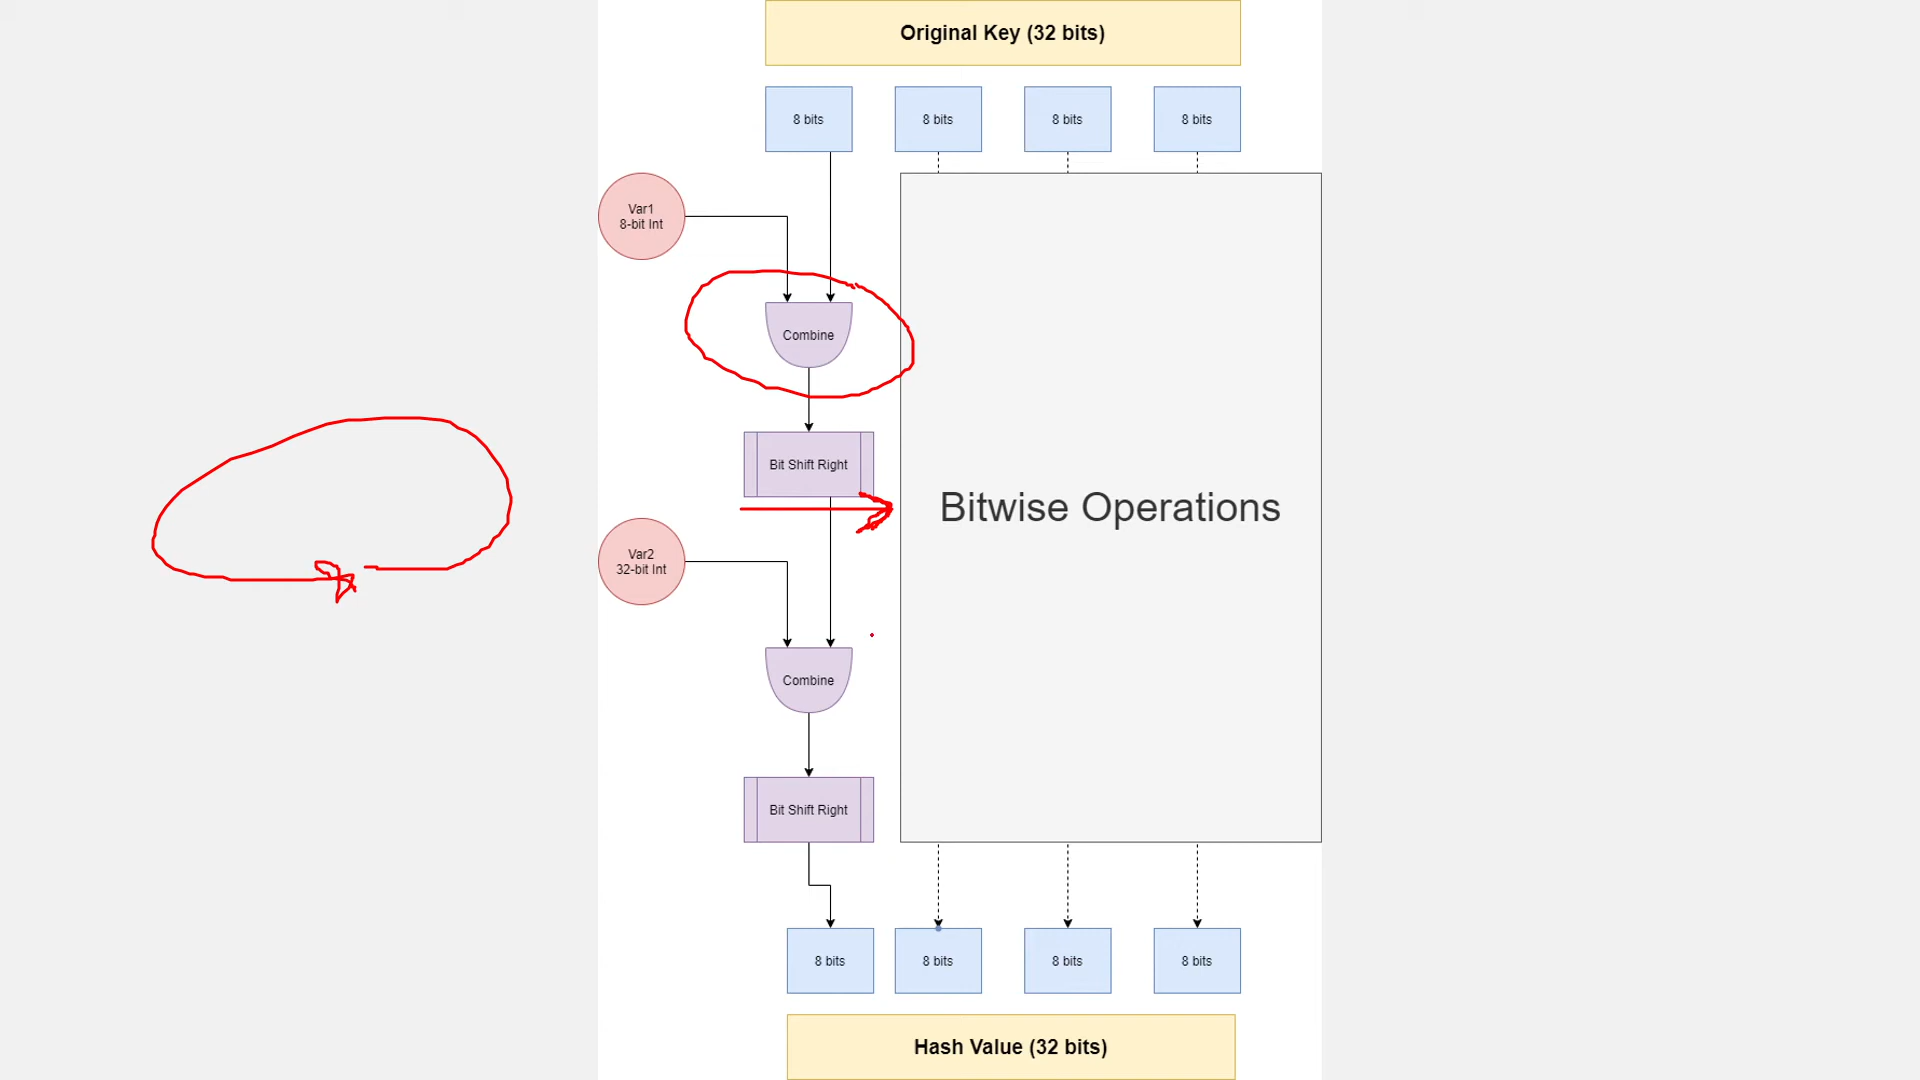 Original Key (32 bits)
8 bits
8 bits
8 bits
8 bits
Var1
8-bit Int
Combine
Bit Shift Right
Bitwise Operations
Var2
32-bit Int
Combine
Bit Shift Right
8 bits
8 bits
8 bits
8 bits
Hash Value (32 bits)